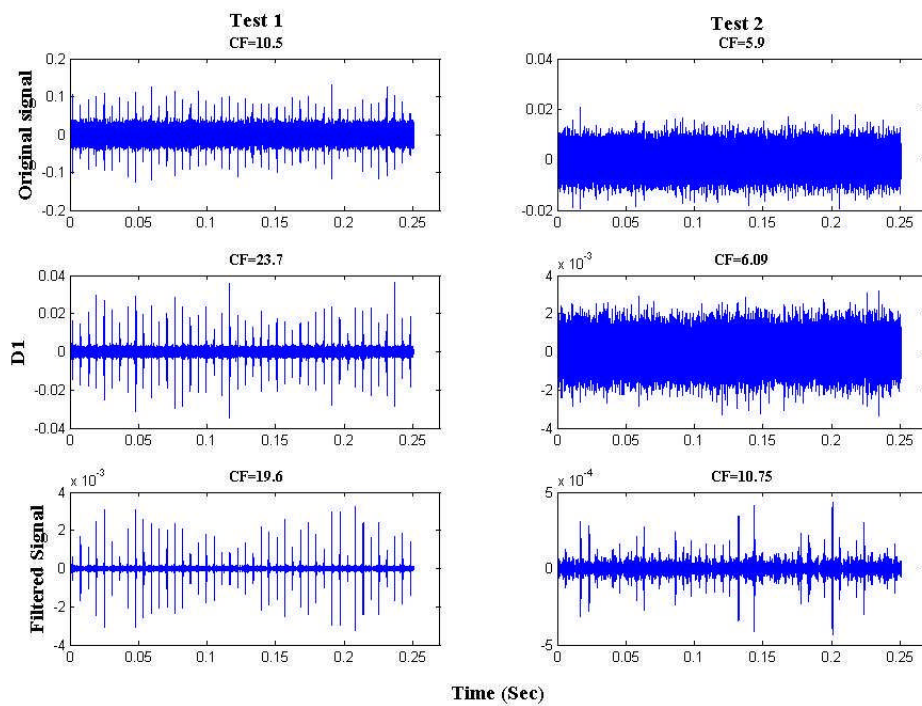 Test 1
Test 2
CF=10.5
CF=5.9
Original signal
0.2
0.1
0
-0.1
-0.2
0 0.05 0.1 0.15 0.2 0.25
0.04
0.02
0
-0.02
0 0.05 0.1 0.15 0.2 0.25
CF=23.7
CF=6.09
D1
0.04
0.02
0
-0.02
-0.04
0 0.05 0.1 0.15 0.2 0.25
x 10⁻³
4
2
0
-2
-4
0 0.05 0.1 0.15 0.2 0.25
CF=19.6
CF=10.75
Filtered Signal
x 10⁻³
4
2
0
-2
-4
0 0.05 0.1 0.15 0.2 0.25
x 10⁻⁴
5
0
-5
0 0.05 0.1 0.15 0.2 0.25
Time (Sec)